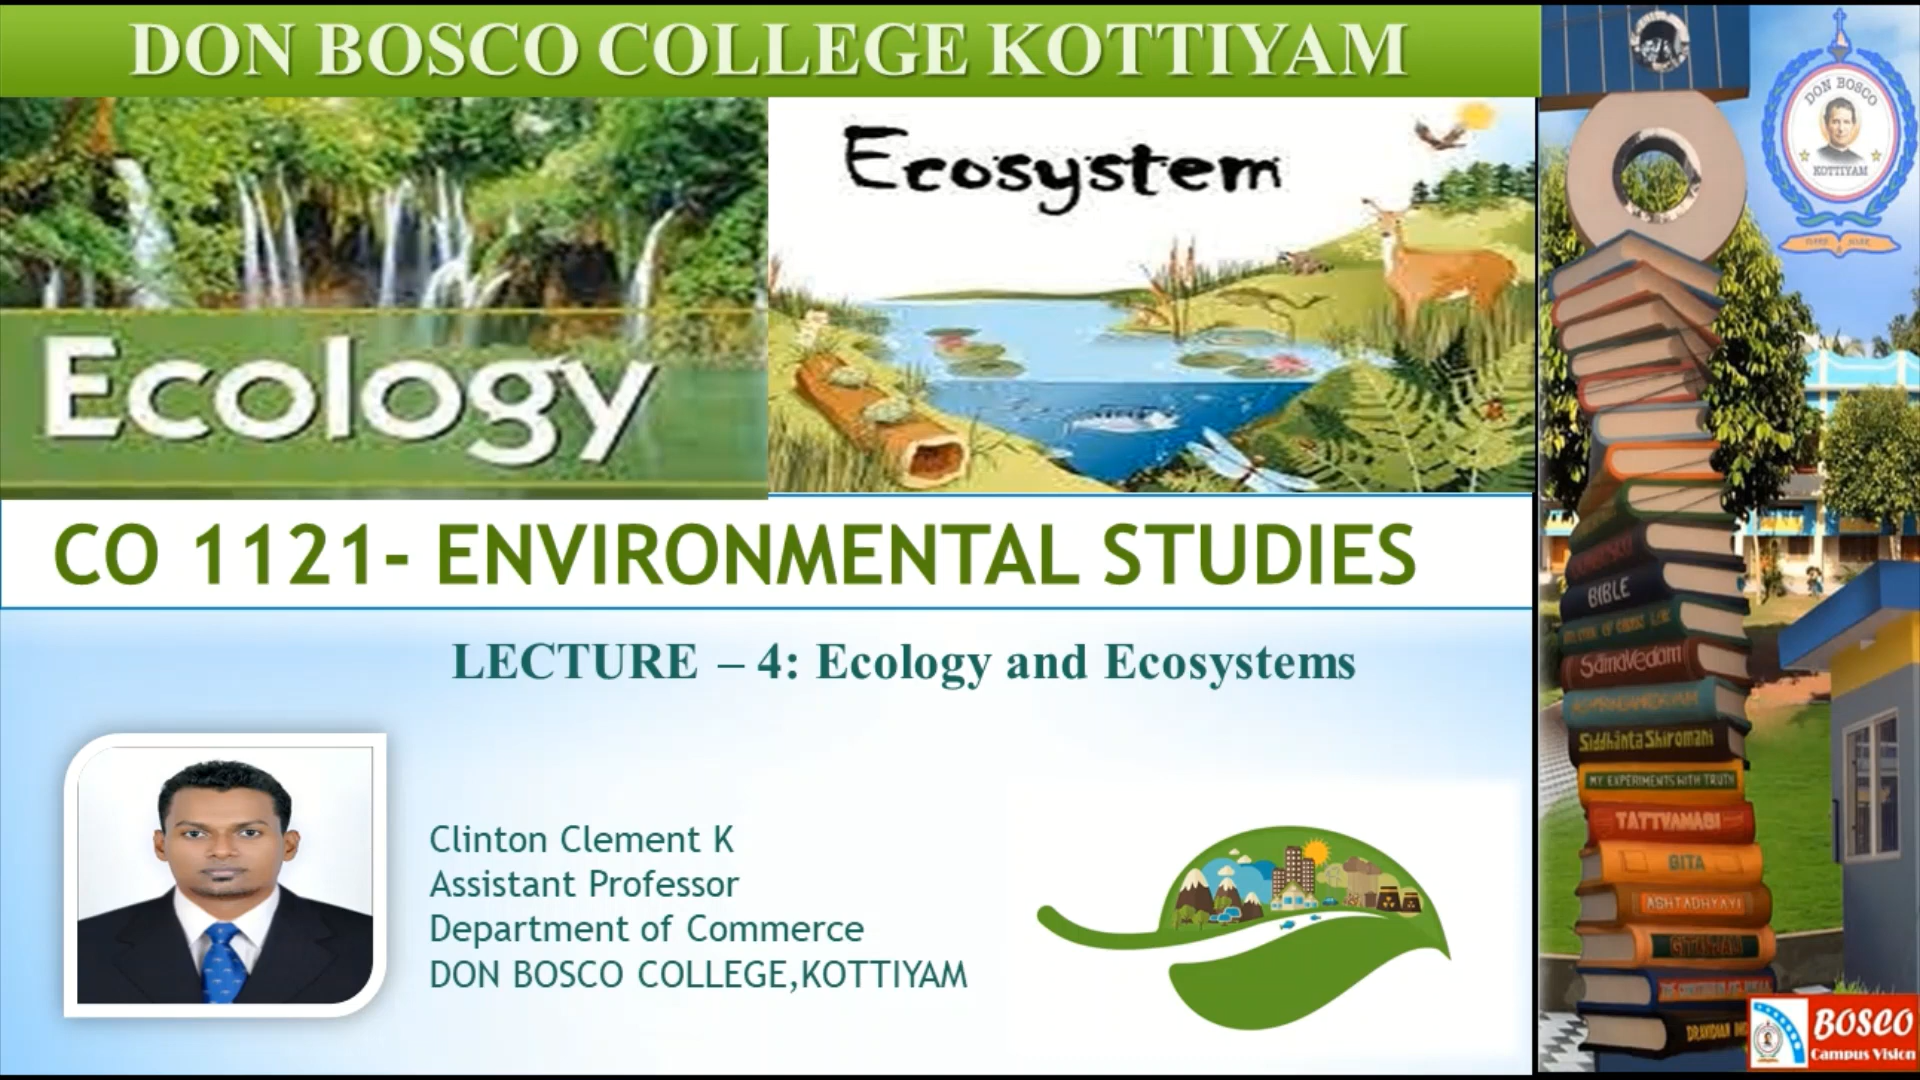 DON BOSCO COLLEGE KOTTIYAM
Ecology
Ecosystem
CO 1121- ENVIRONMENTAL STUDIES
LECTURE – 4: Ecology and Ecosystems
Clinton Clement K
Assistant Professor
Department of Commerce
DON BOSCO COLLEGE,KOTTIYAM
DON BOSCO
KOTTIYAM
BIBLE
SamaVedam
Siddhānta Shiromani
MY EXPERIMENTS WITH TRUTH
TATTVAMASI
GITA
ASHTADHYAYI
GITANJALI
BOSCO
Campus Vision